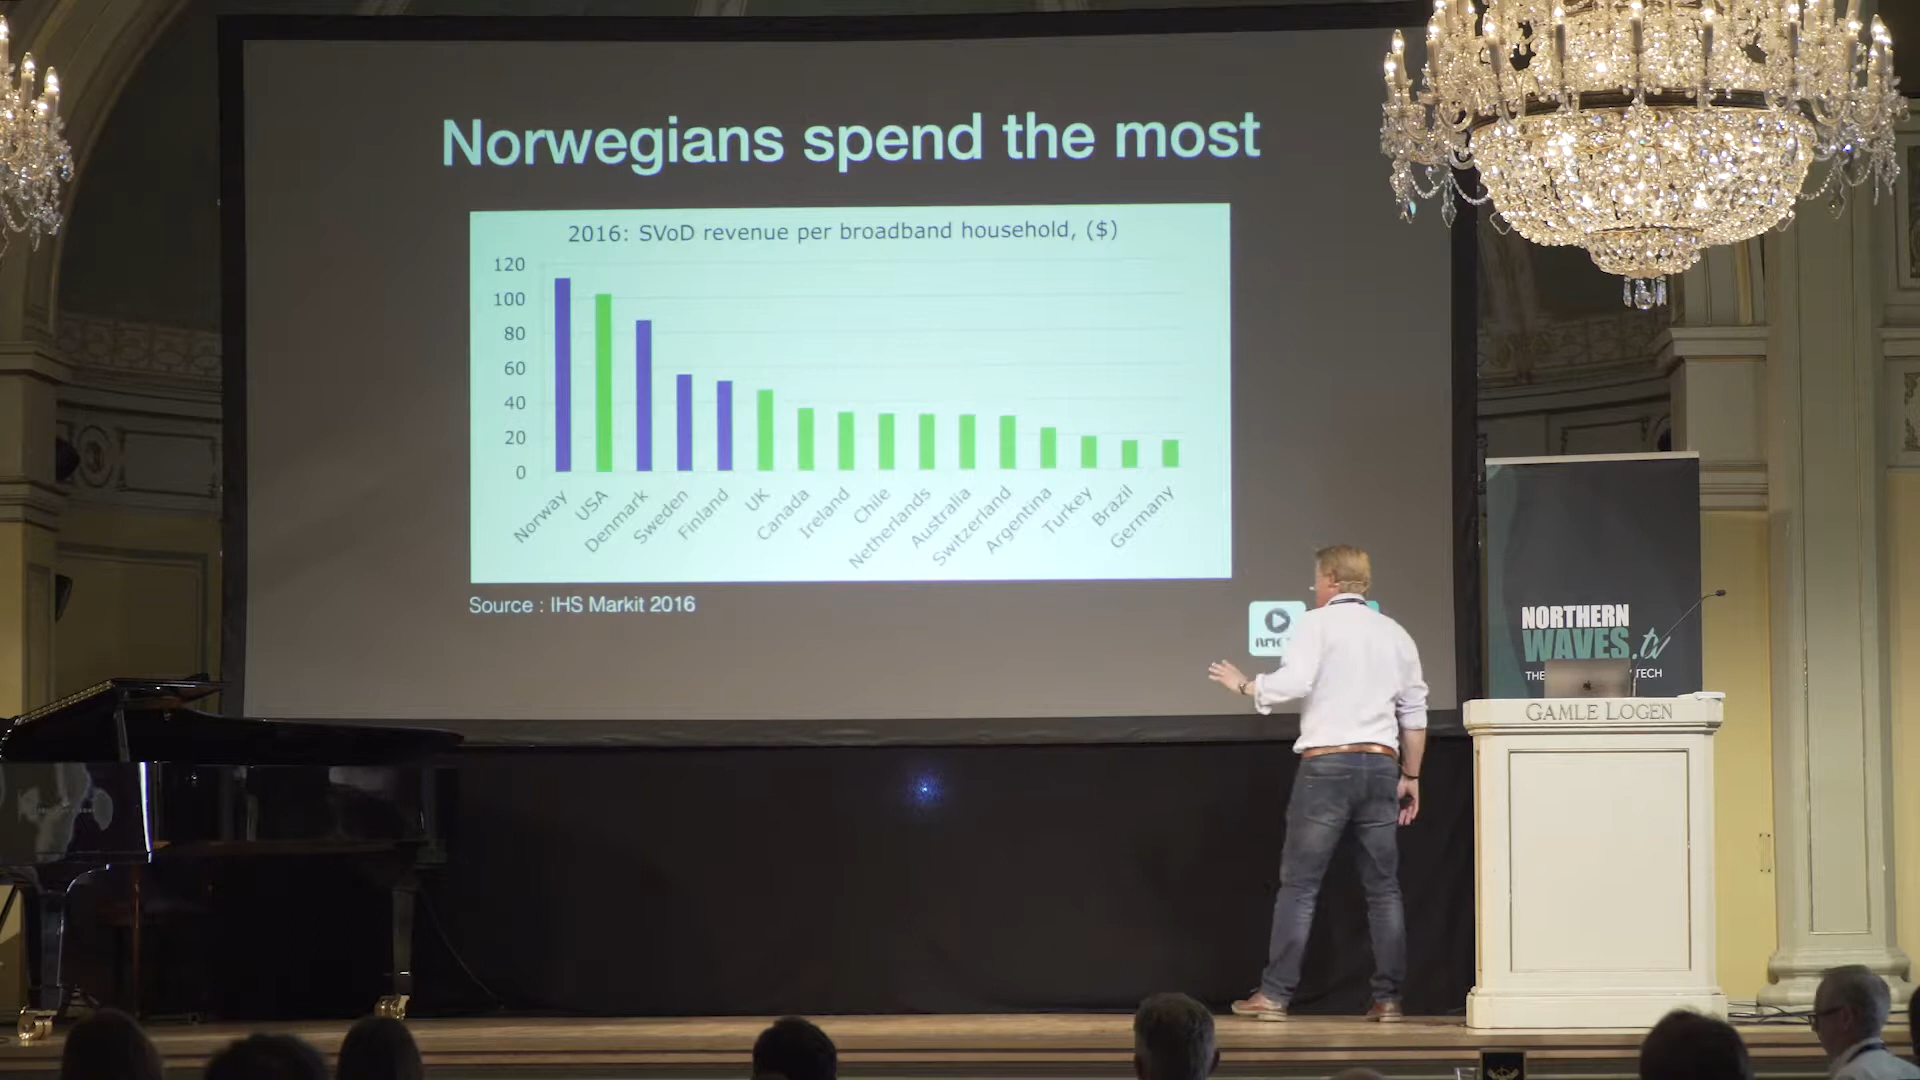 Norwegians spend the most
2016: SVoD revenue per broadband household, ($)
120
100
80
60
40
20
0
Norway
USA
Denmark
Sweden
Finland
UK
Canada
Ireland
Chile
Netherlands
Australia
Switzerland
Argentina
Turkey
Brazil
Germany
Source : IHS Markit 2016
NORTHERN
WAVES.tv
THE
TECH
GAMLE LOGEN